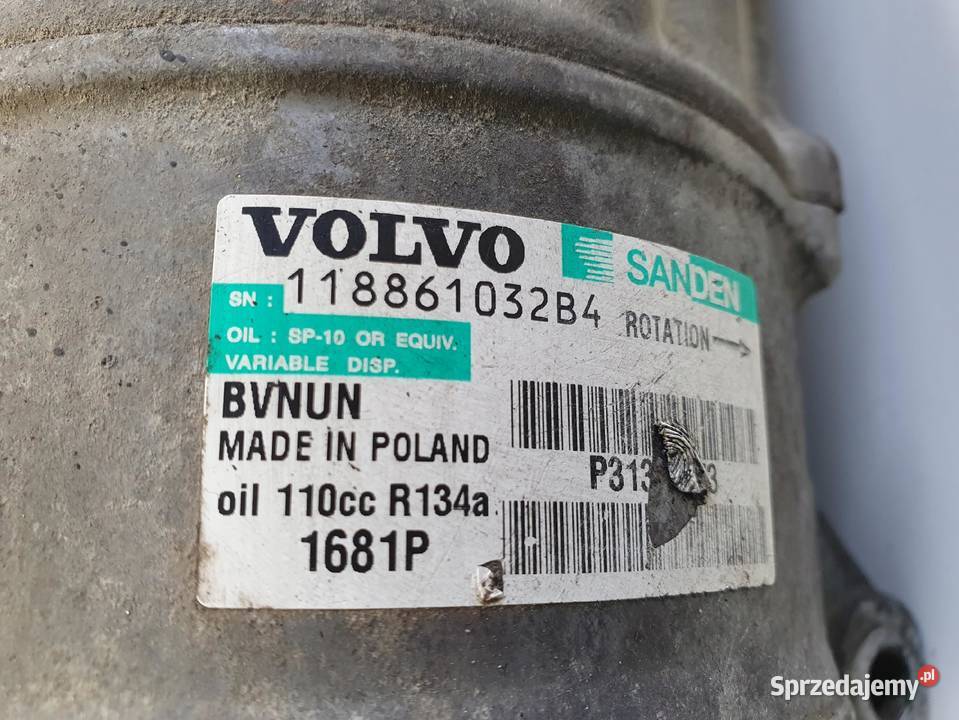 VOLVO
SANDEN
SN : 118861032B4
ROTATION
OIL : SP-10 OR EQUIV.
VARIABLE DISP.
BVNUN
MADE IN POLAND
oil 110cc R134a
1681P
Sprzedajemy.pl